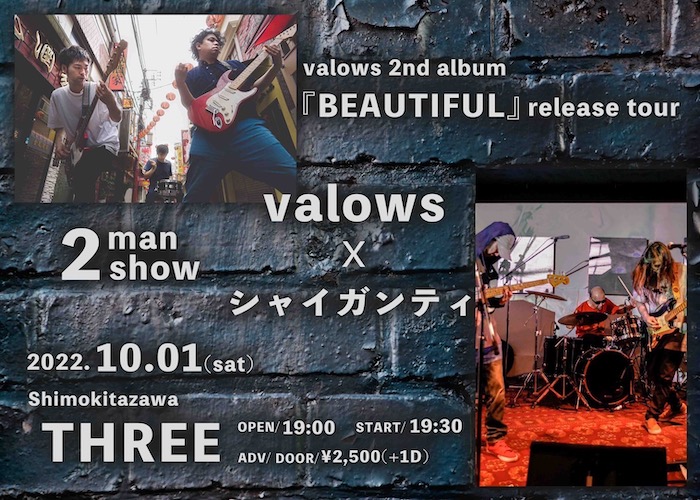 valows 2nd album
『BEAUTIFUL』release tour
valows
X
シャイガンティ
2 man show
2022.10.01(sat)
Shimokitazawa
THREE
OPEN/19:00 START/19:30
ADV/ DOOR/¥2,500(+1D)